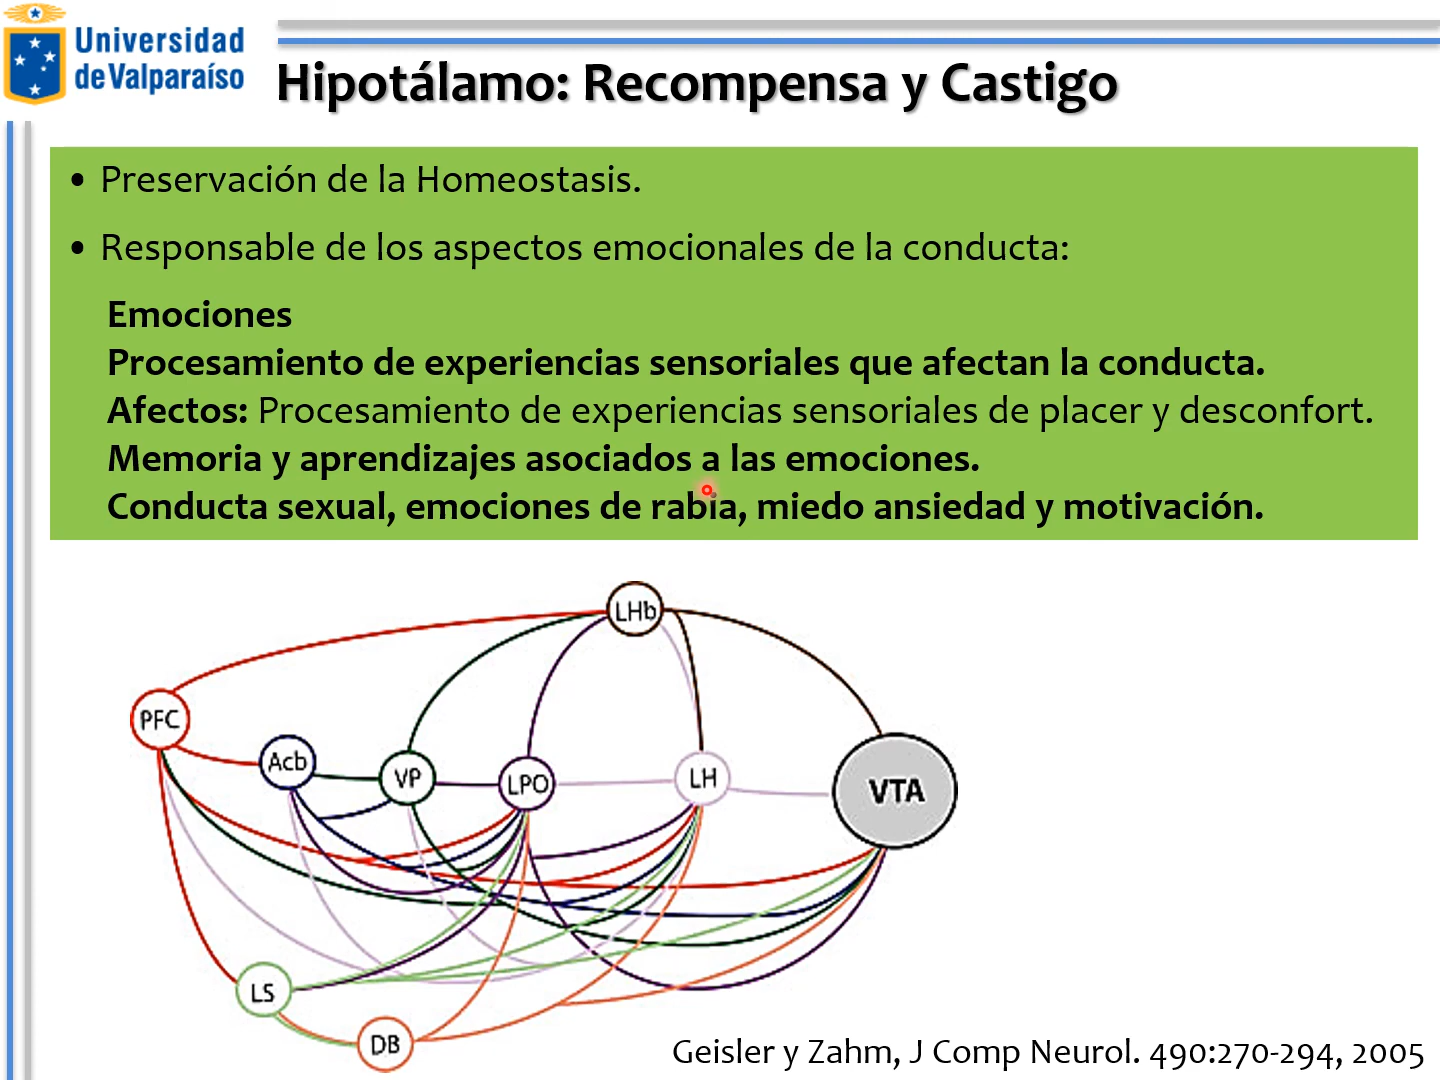 Universidad
de Valparaíso
Hipotálamo: Recompensa y Castigo
• Preservación de la Homeostasis.
• Responsable de los aspectos emocionales de la conducta:
Emociones
Procesamiento de experiencias sensoriales que afectan la conducta.
Afectos: Procesamiento de experiencias sensoriales de placer y desconfort.
Memoria y aprendizajes asociados a las emociones.
Conducta sexual, emociones de rabia, miedo ansiedad y motivación.
LHb
PFC
Acb
VP
LPO
LH
VTA
LS
DB
Geisler y Zahm, J Comp Neurol. 490:270-294, 2005